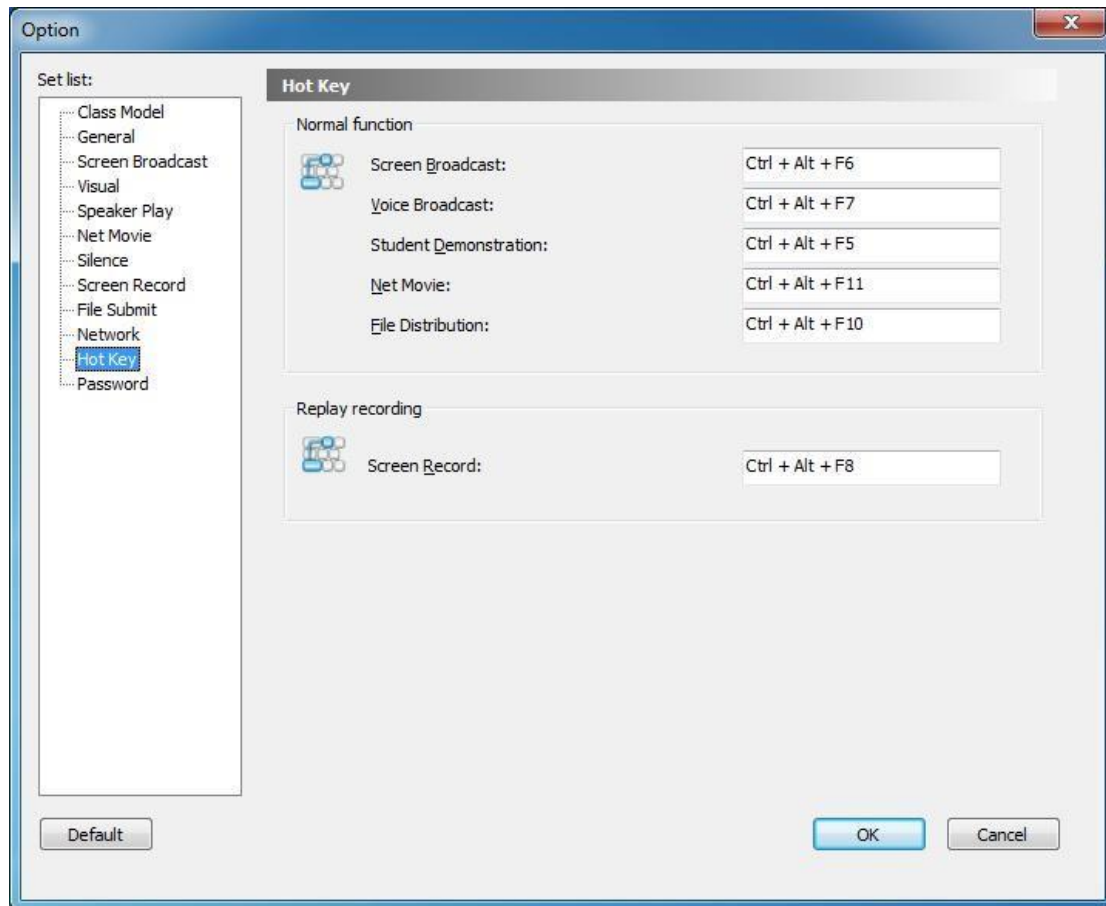 Option
Set list:
Class Model
General
Screen Broadcast
Visual
Speaker Play
Net Movie
Silence
Screen Record
File Submit
Network
Hot Key
Password
Hot Key
Normal function
Screen Broadcast: Ctrl + Alt + F6
Voice Broadcast: Ctrl + Alt + F7
Student Demonstration: Ctrl + Alt + F5
Net Movie: Ctrl + Alt + F11
File Distribution: Ctrl + Alt + F10
Replay recording
Screen Record: Ctrl + Alt + F8
Default OK Cancel